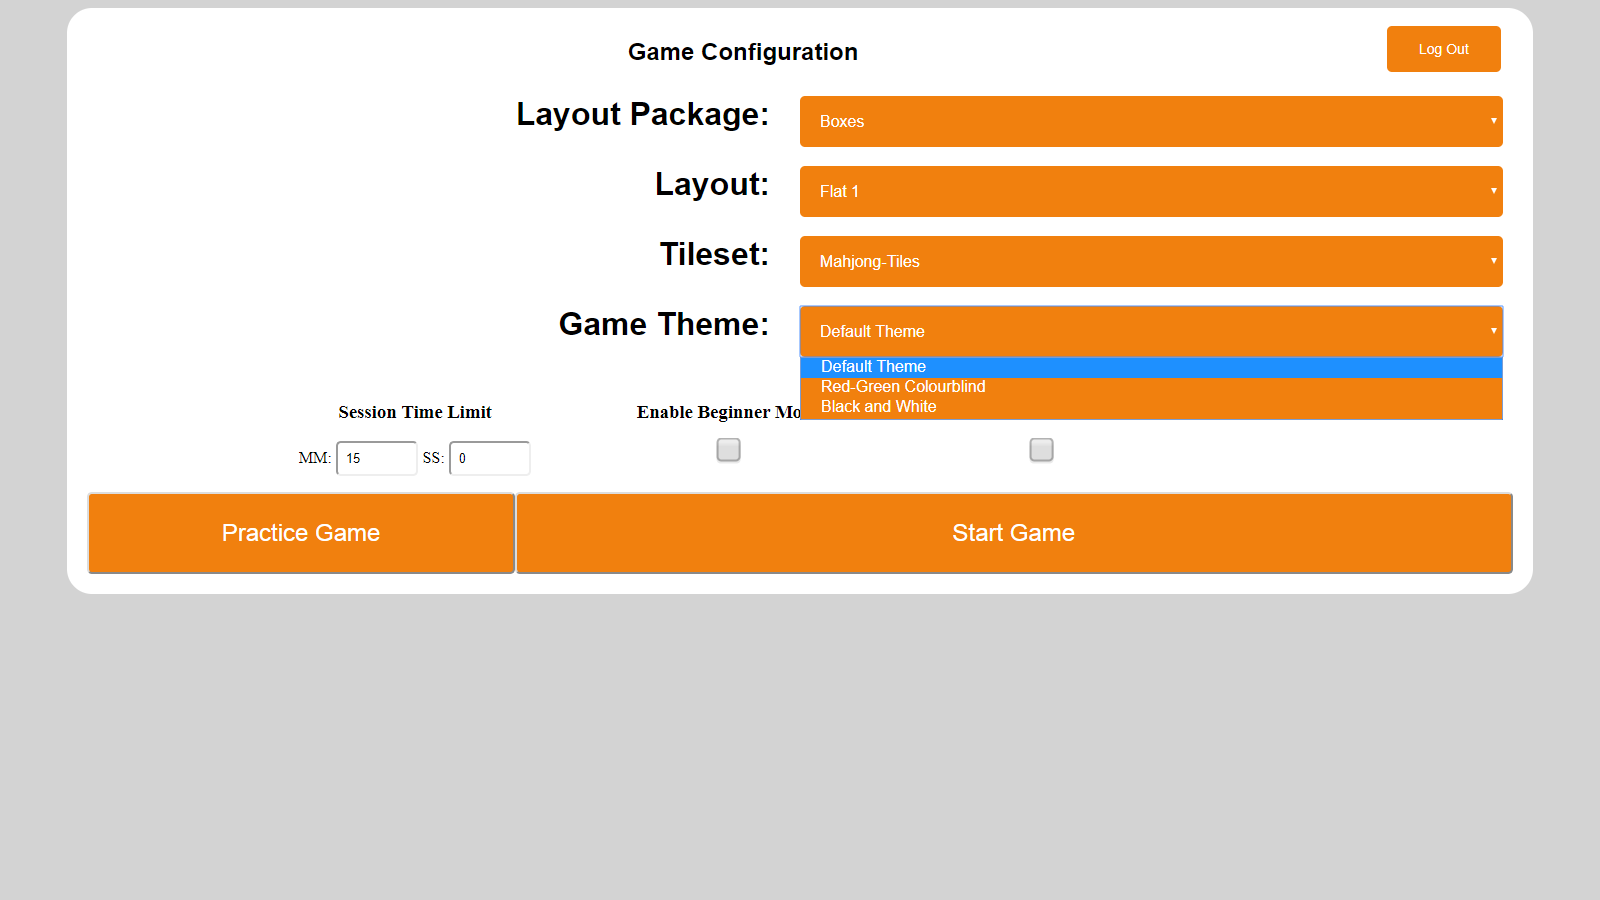 Game Configuration
Log Out
Layout Package:
Boxes
Layout:
Flat 1
Tileset:
Mahjong-Tiles
Game Theme:
Default Theme
Default Theme
Red-Green Colourblind
Black and White
Session Time Limit
Enable Beginner Mo
MM: 15 SS: 0
Practice Game
Start Game